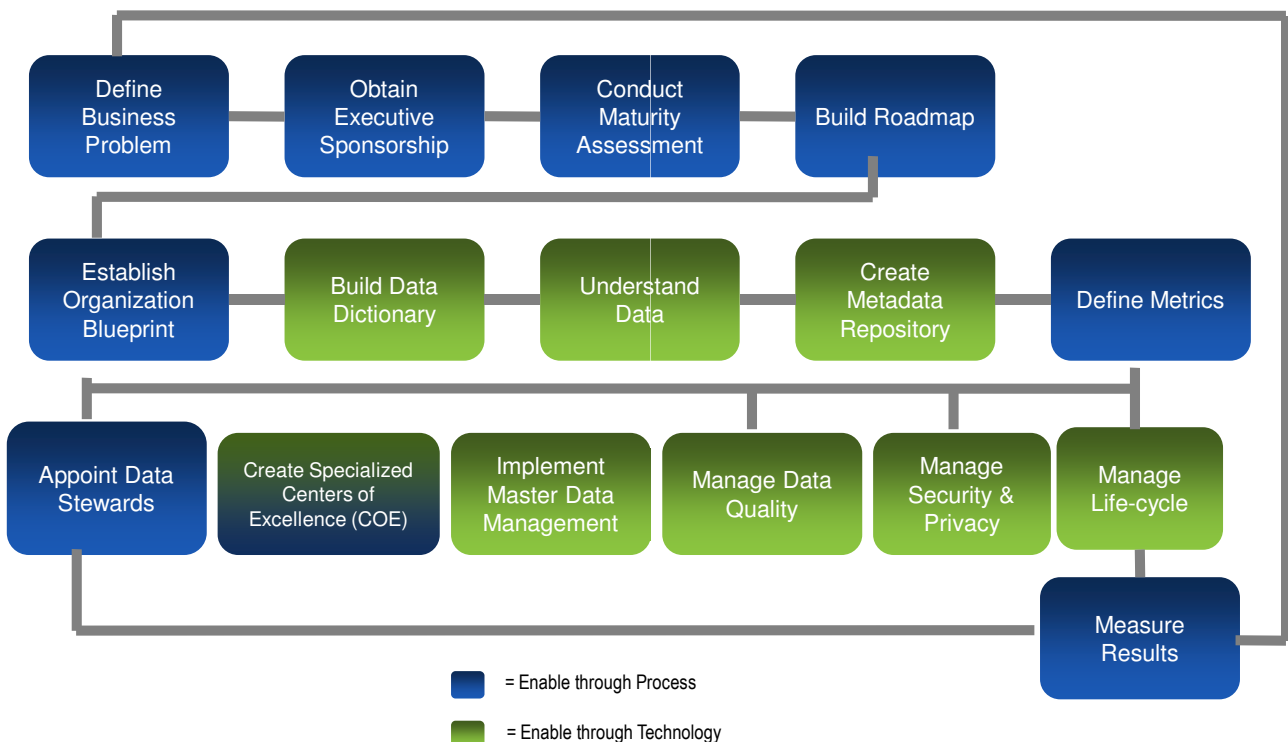 Define
Business
Problem
Obtain
Executive
Sponsorship
Conduct
Maturity
Assessment
Build Roadmap
Establish
Organization
Blueprint
Build Data
Dictionary
Understand
Data
Create
Metadata
Repository
Define Metrics
Appoint Data
Stewards
Create Specialized
Centers of
Excellence (COE)
Implement
Master Data
Management
Manage Data
Quality
Manage
Security &
Privacy
Manage
Life-cycle
Measure
Results
= Enable through Process
= Enable through Technology